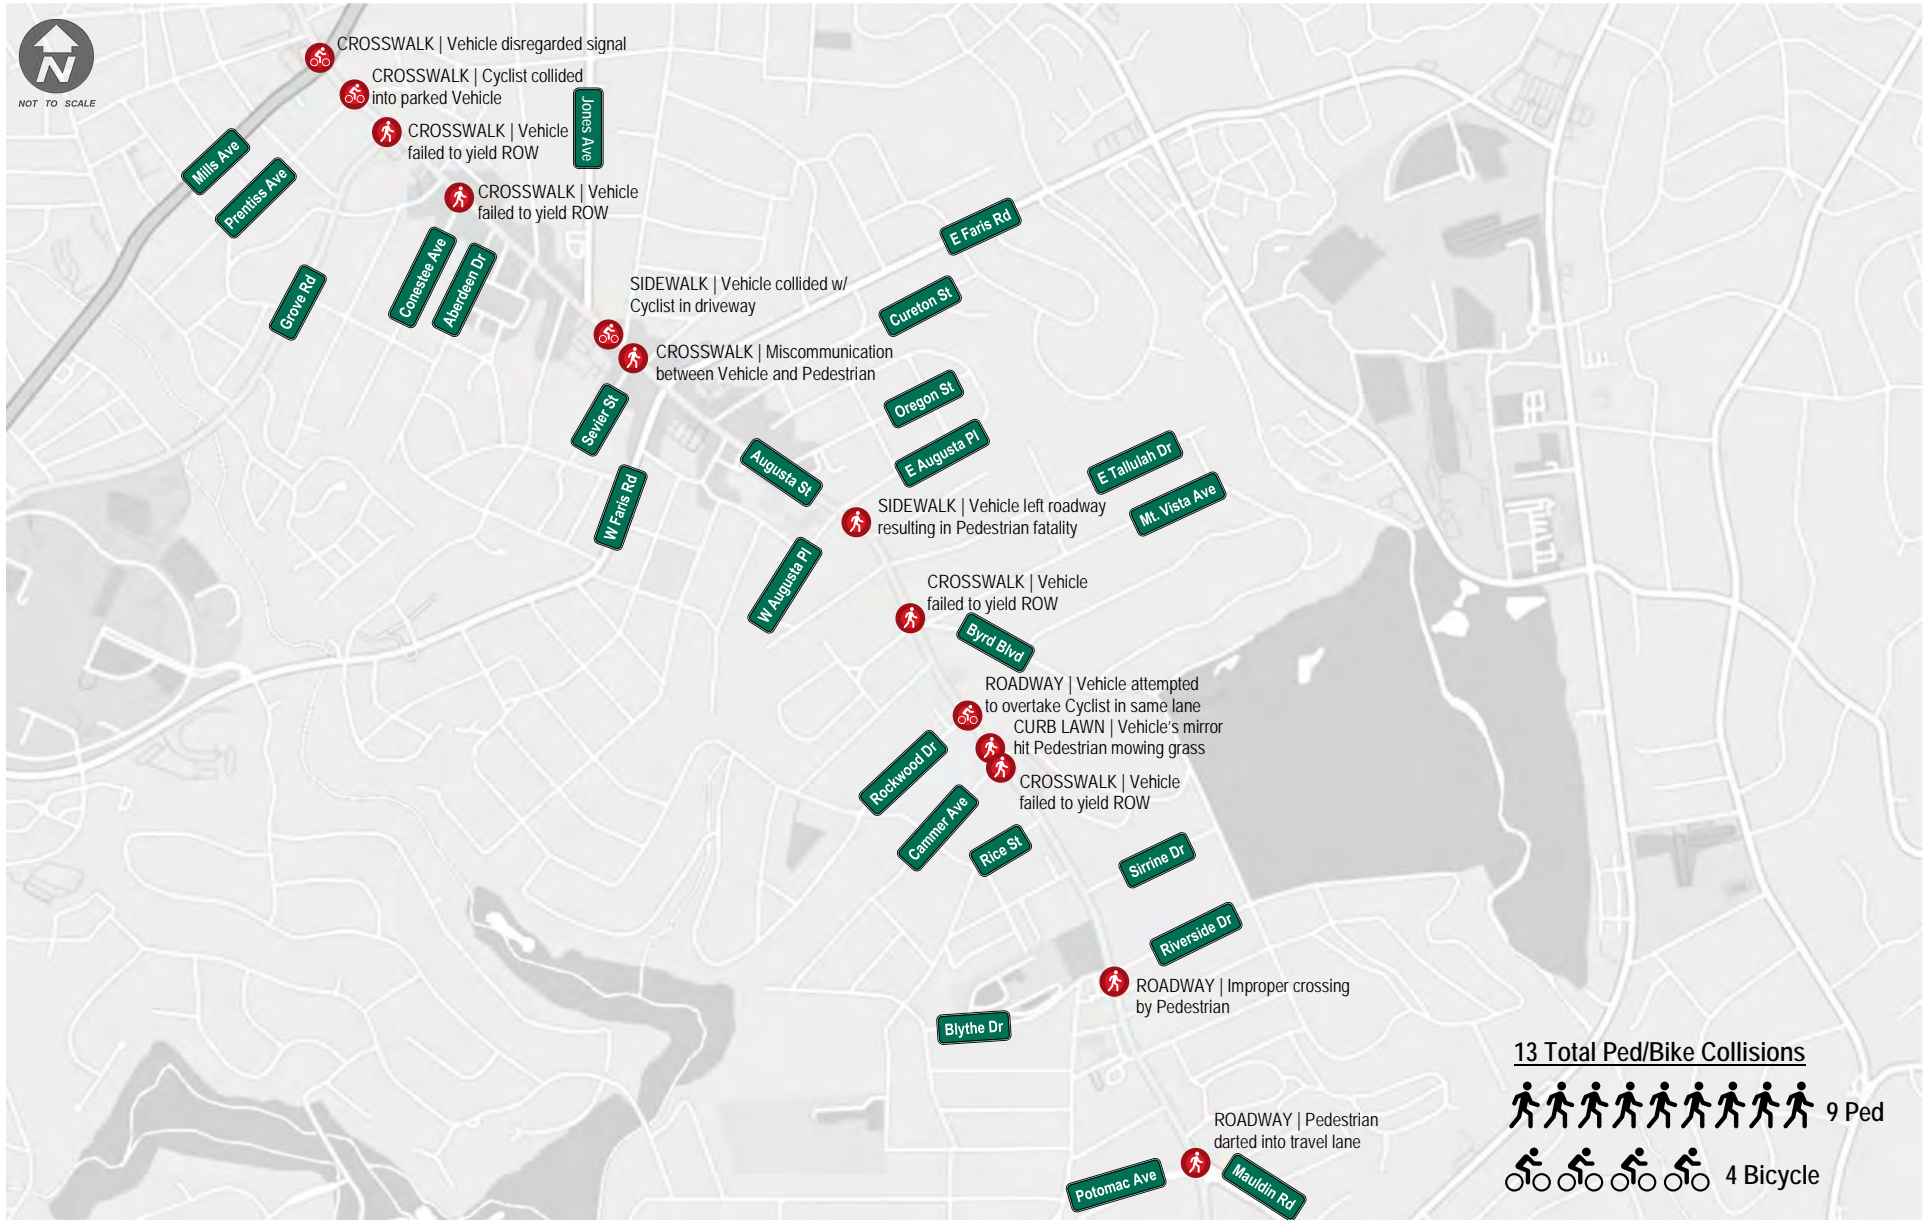 N
NOT TO SCALE
CROSSWALK | Vehicle disregarded signal
CROSSWALK | Cyclist collided
into parked Vehicle
CROSSWALK | Vehicle
failed to yield ROW
Jones Ave
Mills Ave
Prentiss Ave
CROSSWALK | Vehicle
failed to yield ROW
Grove Rd
Conestee Ave
Aberdeen Dr
E Faris Rd
SIDEWALK | Vehicle collided w/
Cyclist in driveway
Cureton St
CROSSWALK | Miscommunication
between Vehicle and Pedestrian
Sevier St
Oregon St
E Augusta Pl
Augusta St
W Faris Rd
E Tallulah Dr
Mt. Vista Ave
SIDEWALK | Vehicle left roadway
resulting in Pedestrian fatality
W Augusta Pl
CROSSWALK | Vehicle
failed to yield ROW
Byrd Blvd
ROADWAY | Vehicle attempted
to overtake Cyclist in same lane
CURB LAWN | Vehicle's mirror
hit Pedestrian mowing grass
Rockwood Dr
CROSSWALK | Vehicle
failed to yield ROW
Cammer Ave
Rice St
Sirrine Dr
Riverside Dr
ROADWAY | Improper crossing
by Pedestrian
Blythe Dr
13 Total Ped/Bike Collisions
9 Ped
4 Bicycle
ROADWAY | Pedestrian
darted into travel lane
Potomac Ave
Mauldin Rd